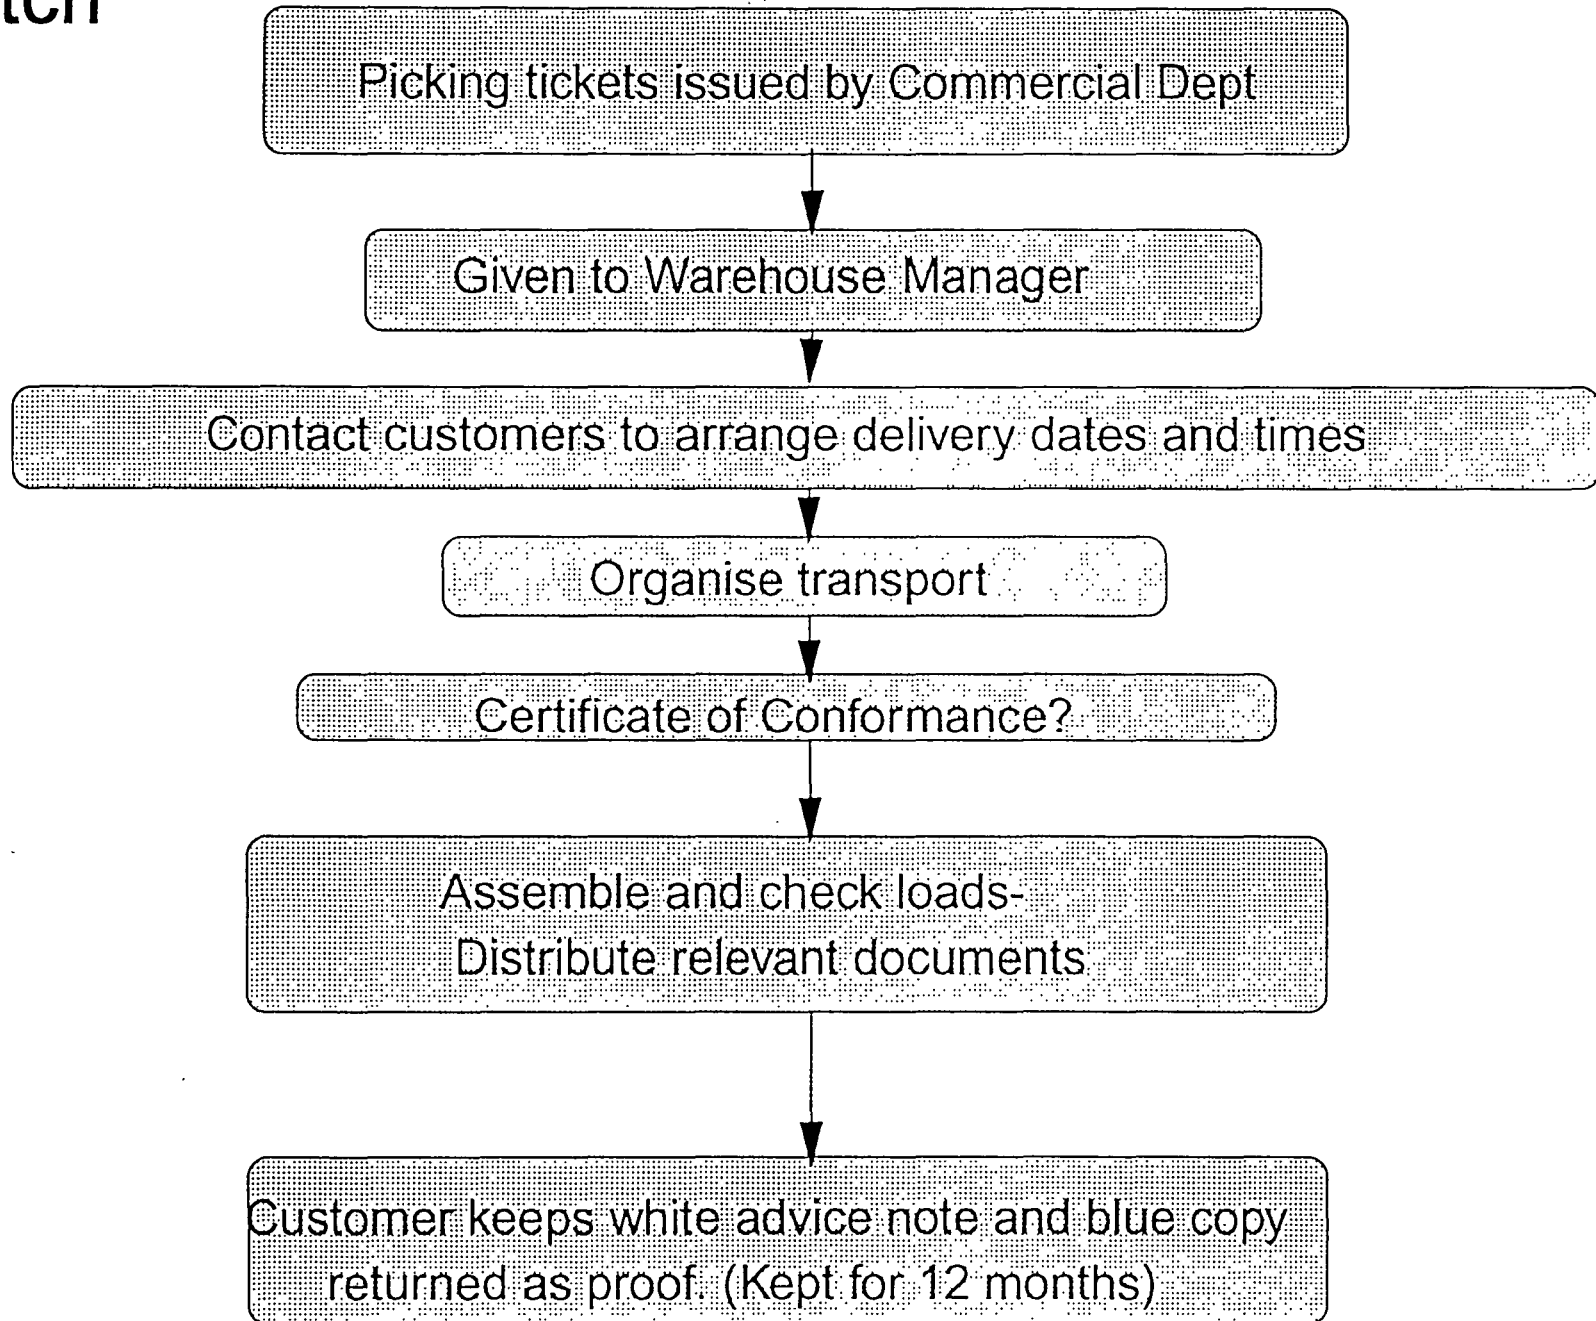 tch
Picking tickets issued by Commercial Dept
Given to Warehouse Manager
Contact customers to arrange delivery dates and times
Organise transport
Certificate of Conformance?
Assemble and check loads-
Distribute relevant documents
Customer keeps white advice note and blue copy
returned as proof. (Kept for 12 months)